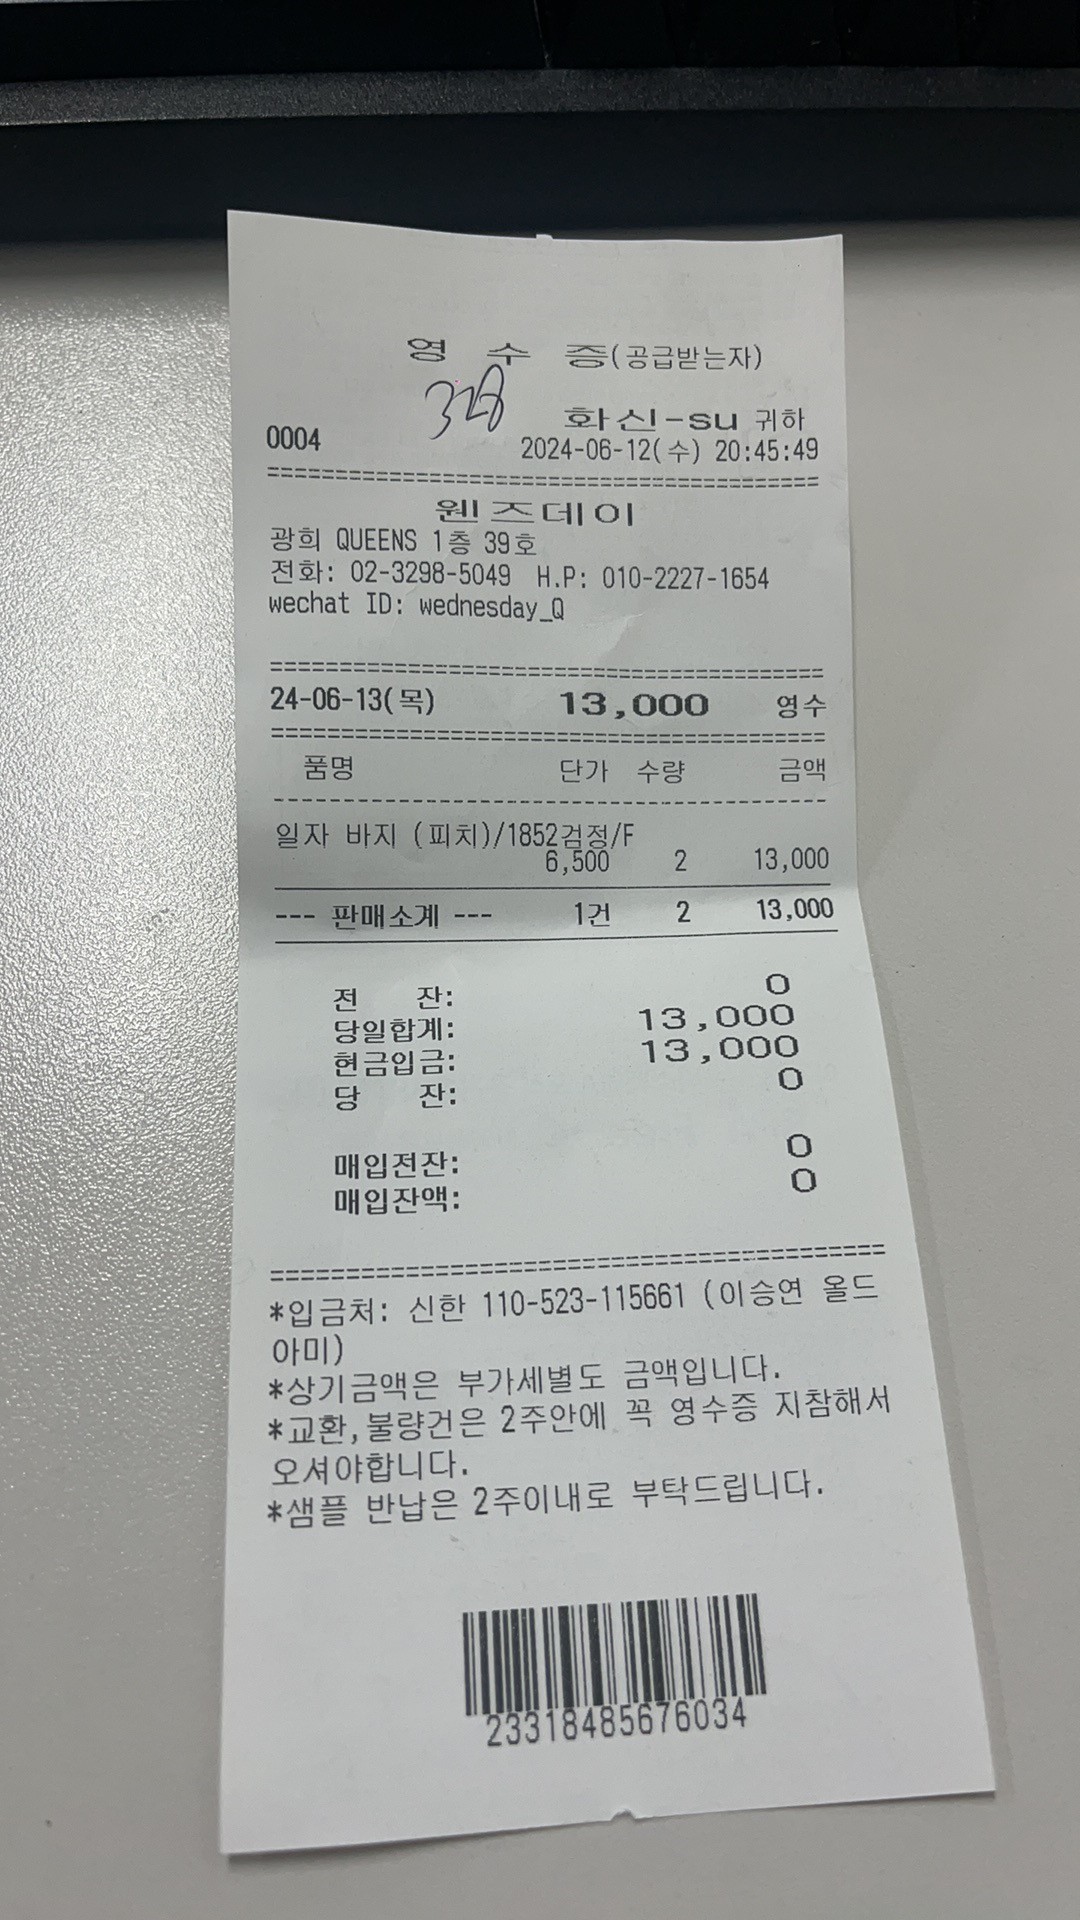 영 수 증(공급받는자)
328
화신-su 귀하
0004
2024-06-12(수) 20:45:49
========================================
웬즈데이
광희 QUEENS 1층 39호
전화: 02-3298-5049 H.P: 010-2227-1654
wechat ID: wednesday_Q
========================================
24-06-13(목) 13,000 영수
========================================
품명 단가 수량 금액
----------------------------------------
일자 바지 (피치)/1852검정/F
6,500 2 13,000
--- 판매소계 --- 1건 2 13,000
전 잔: 0
당일합계: 13,000
현금입금: 13,000
당 잔: 0
매입전잔: 0
매입잔액: 0
========================================
*입금처: 신한 110-523-115661 (이승연 올드
아미)
*상기금액은 부가세별도 금액입니다.
*교환,불량건은 2주안에 꼭 영수증 지참해서
오셔야합니다.
*샘플 반납은 2주이내로 부탁드립니다.
23318485676034